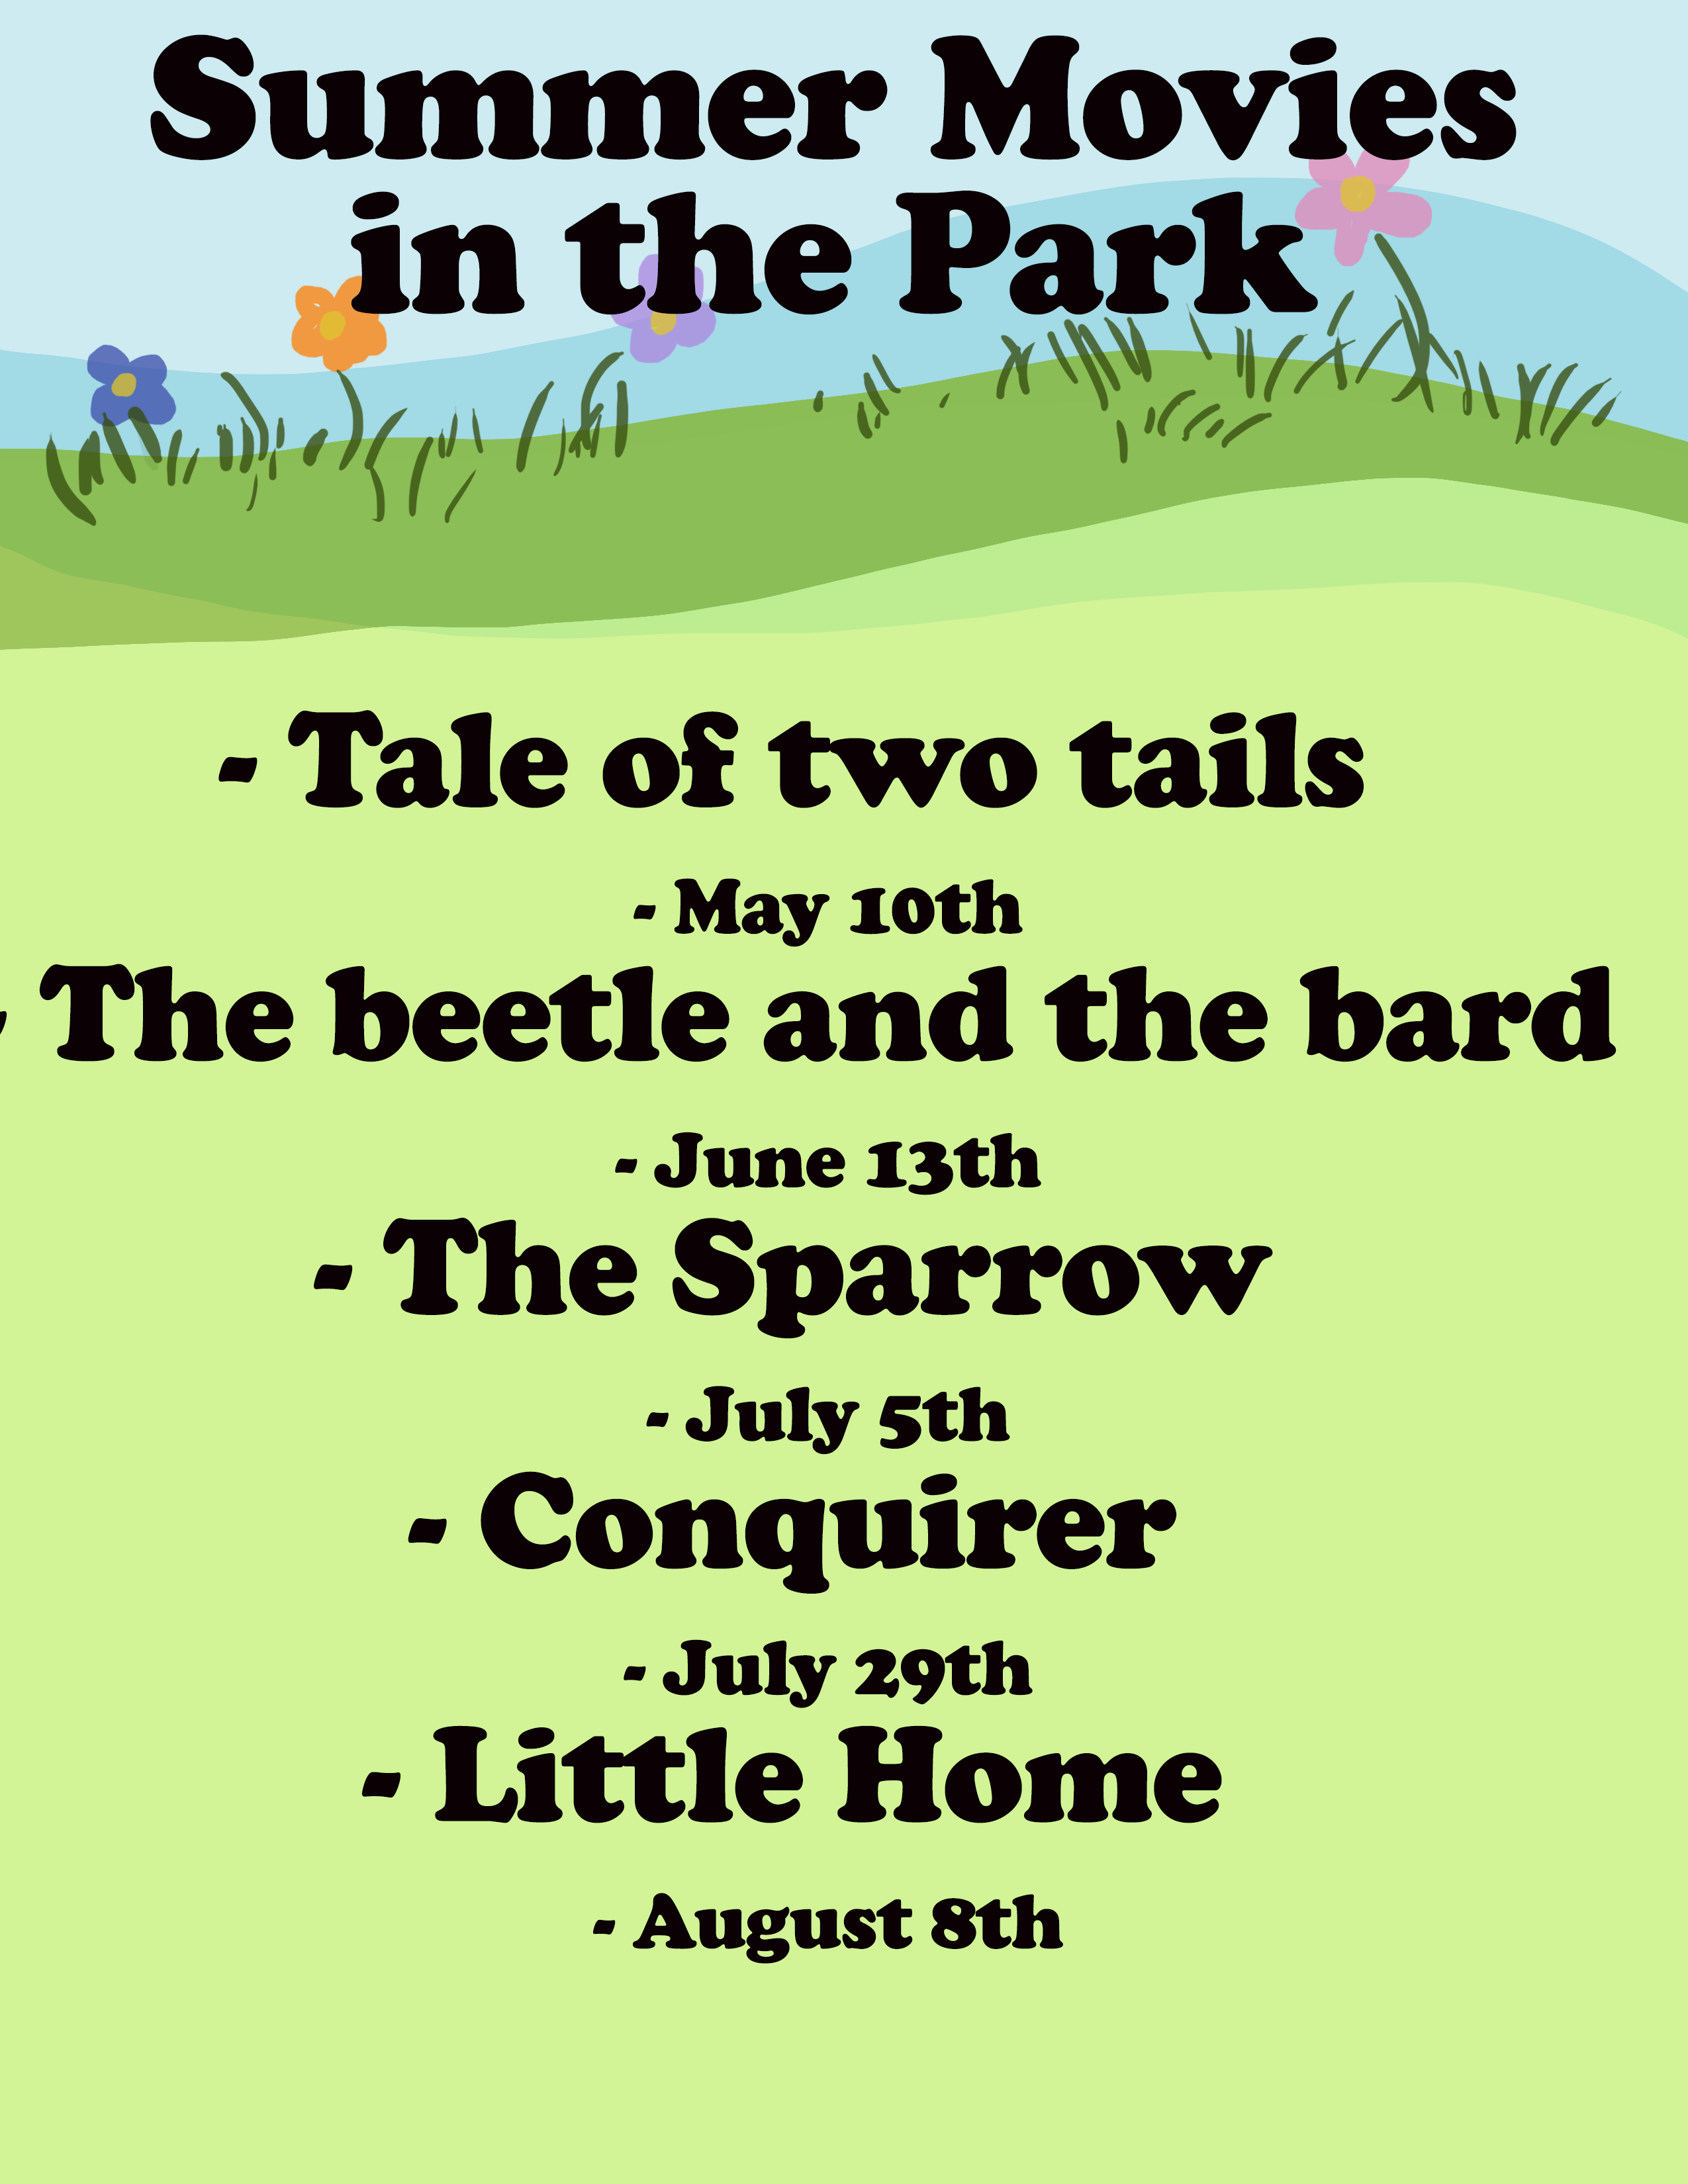 Summer Movies
in the Park
- Tale of two tails
- May 10th
- The beetle and the bard
- June 13th
- The Sparrow
- July 5th
- Conquirer
- July 29th
- Little Home
- August 8th